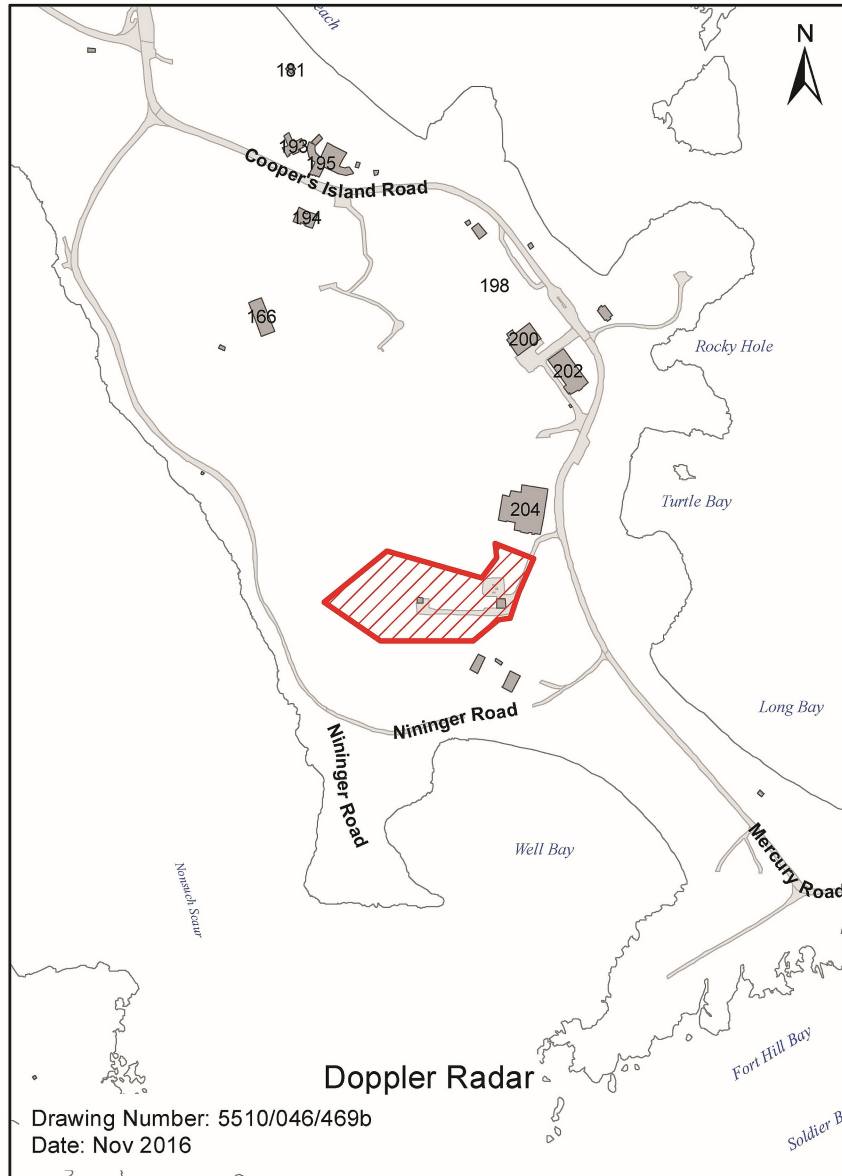 each
N
181
193
195
Cooper's Island Road
194
198
166
200
Rocky Hole
202
Turtle Bay
204
Long Bay
Nininger Road
Nininger Road
Well Bay
Mercury Road
Nonsuch Scaur
Fort Hill Bay
Doppler Radar
Soldier B
Drawing Number: 5510/046/469b
Date: Nov 2016